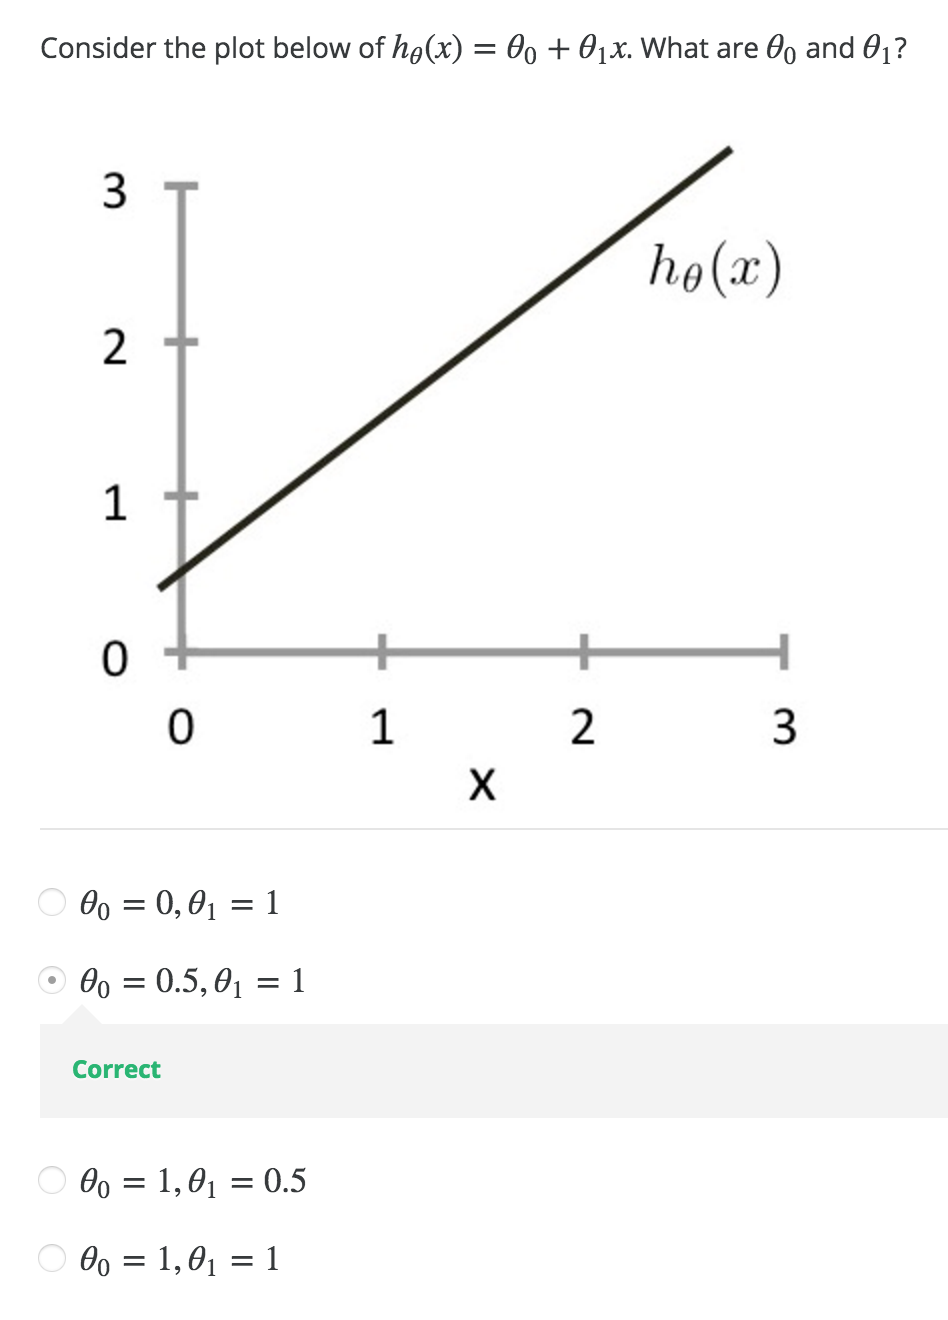 Consider the plot below of hθ(x) = θ0 + θ1x. What are θ0 and θ1?
3
hθ(x)
2
1
0
0 1 2 3
X
θ0 = 0, θ1 = 1
θ0 = 0.5, θ1 = 1
Correct
θ0 = 1, θ1 = 0.5
θ0 = 1, θ1 = 1